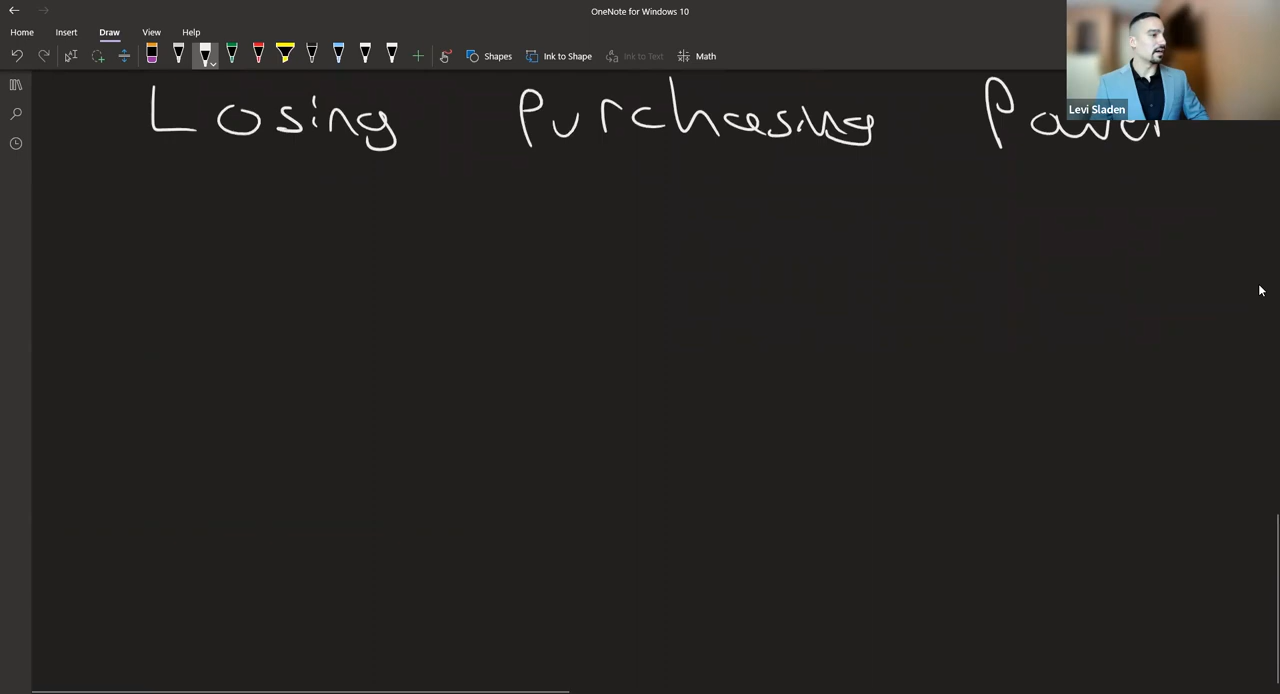 OneNote for Windows 10
Home Insert Draw View Help
Shapes Ink to Shape Ink to Text Math
Levi Sladen
Losing Purchasing Power